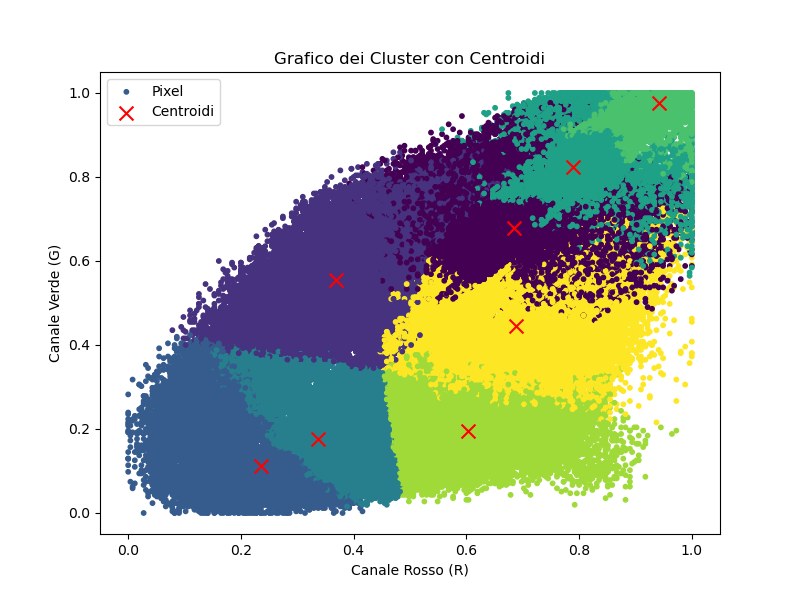 Grafico dei Cluster con Centroidi
Pixel
Centroidi
Canale Verde (G)
1.0
0.8
0.6
0.4
0.2
0.0
0.0 0.2 0.4 0.6 0.8 1.0
Canale Rosso (R)